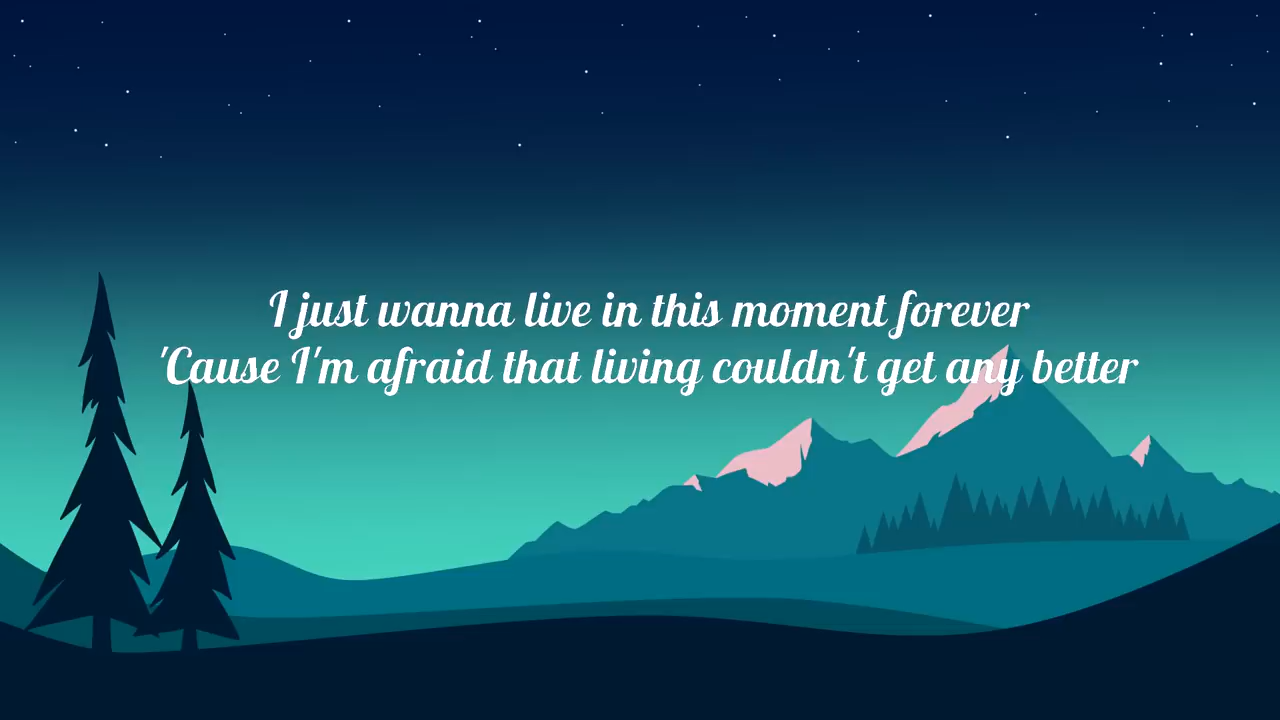 I just wanna live in this moment forever
'Cause I'm afraid that living couldn't get any better